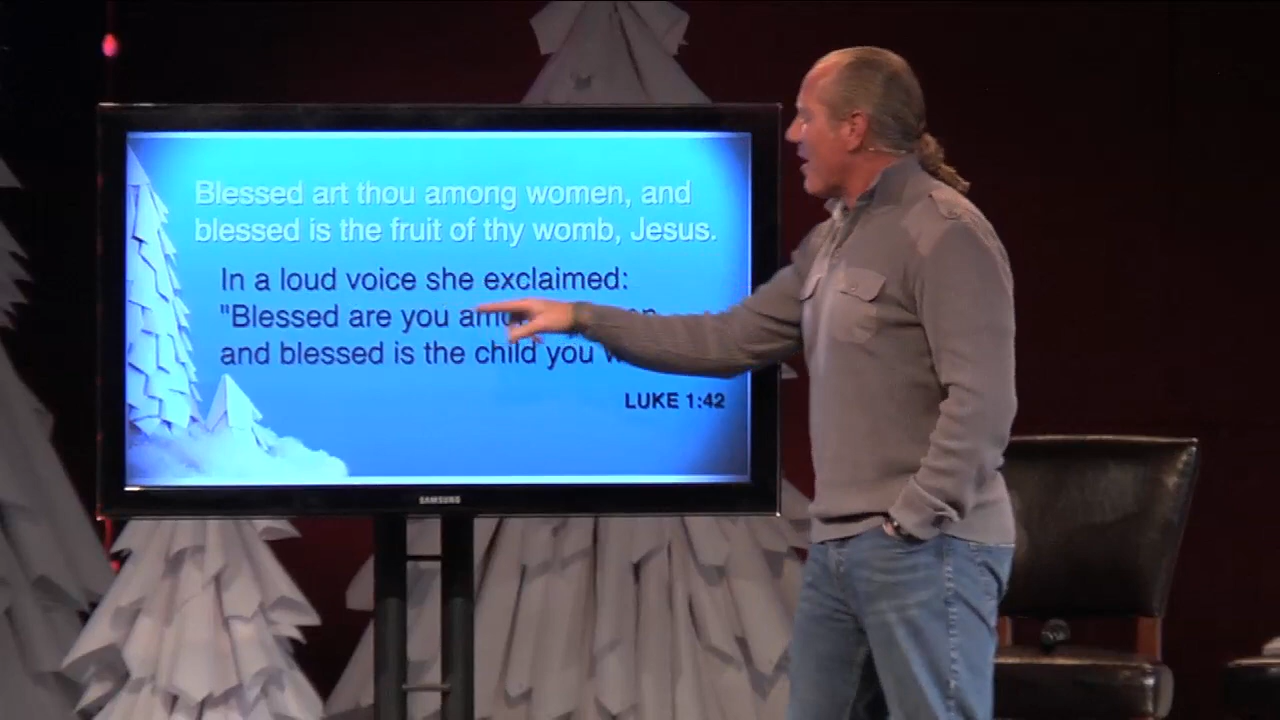 Blessed art thou among women, and
blessed is the fruit of thy womb, Jesus.
In a loud voice she exclaimed:
"Blessed are you
and blessed is the child you
LUKE 1:42
SAMSUNG